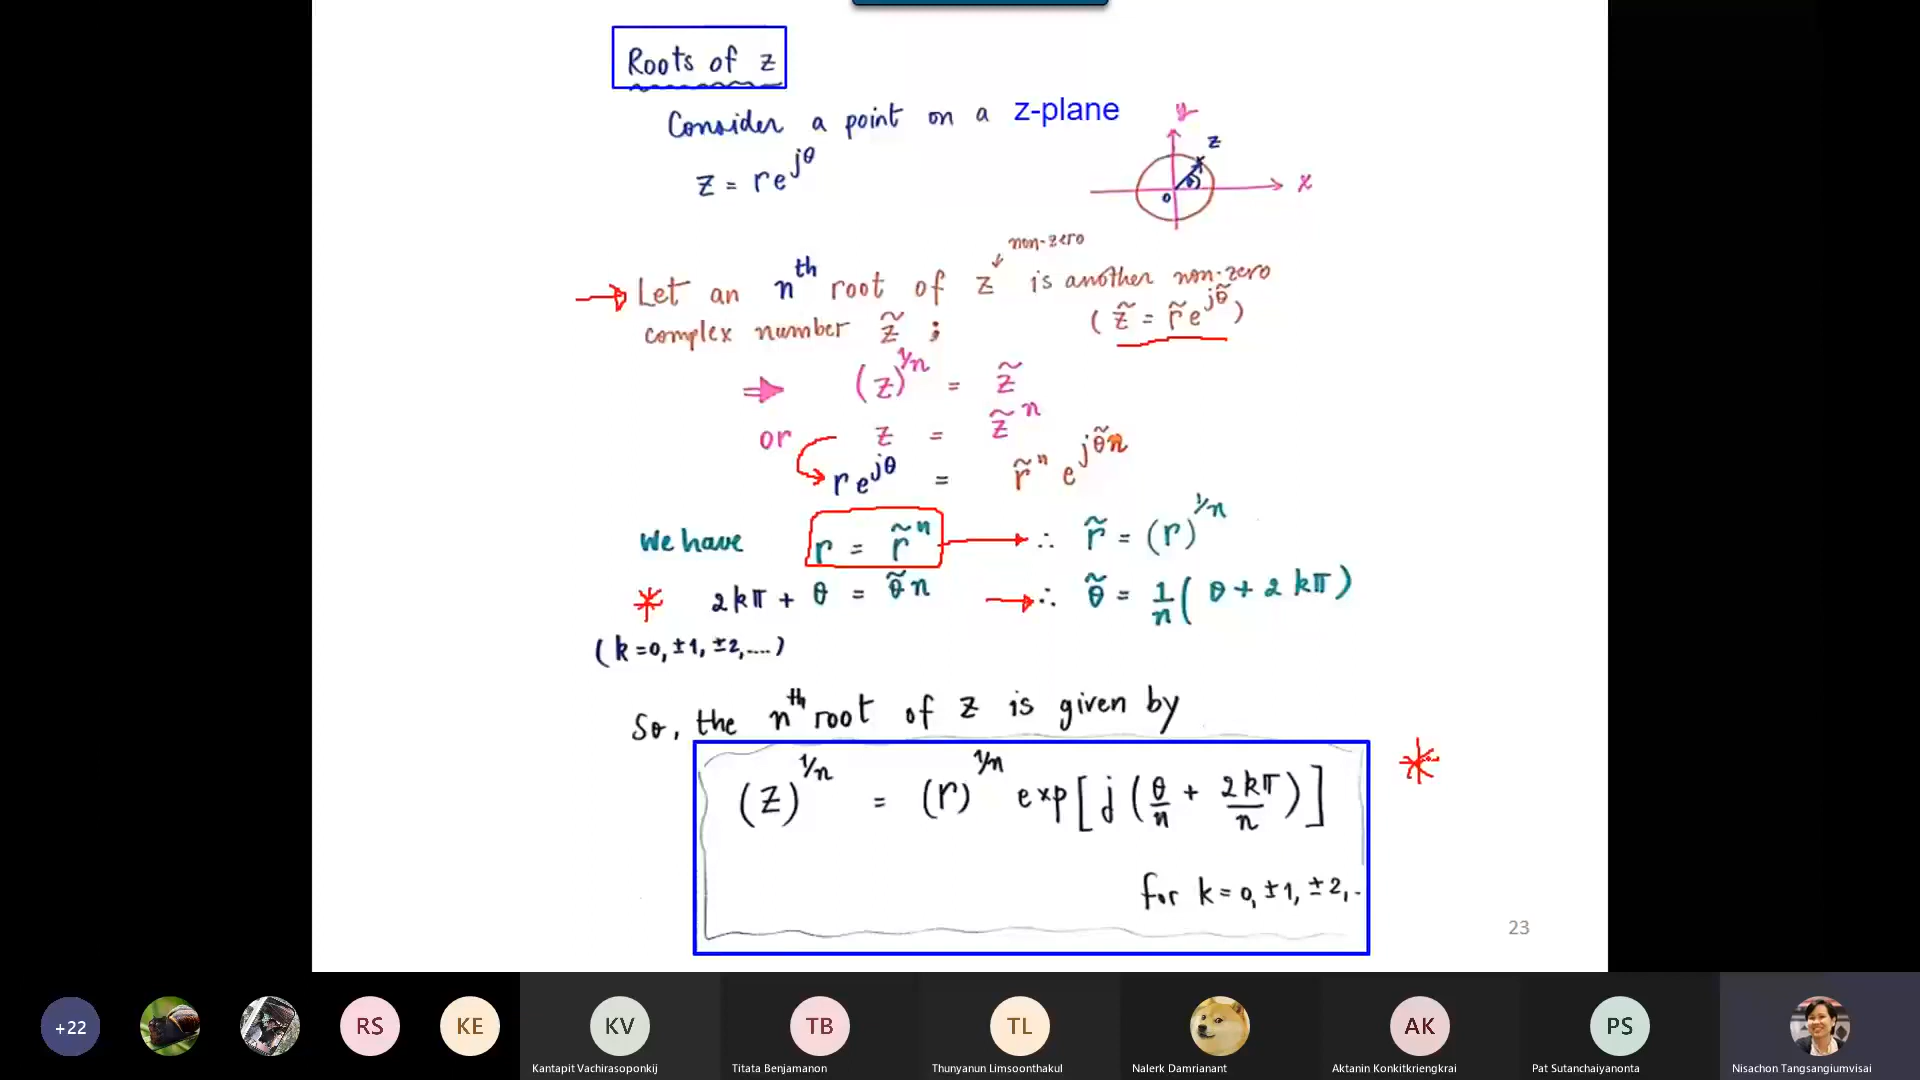 Roots of z
Consider a point on a z-plane
z = re^{jθ}
y
z
θ
0
x
non-zero
Let an n^{th} root of z is another non-zero
complex number z̃ ; ( z̃ = r̃e^{jθ̃} )
⇒ (z)^{1/n} = z̃
or z = z̃^n
re^{jθ} = r̃^n e^{jθ̃n}
we have r = r̃^n → ∴ r̃ = (r)^{1/n}
* 2kπ + θ = θ̃n → ∴ θ̃ = 1/n ( θ + 2kπ )
(k=0, ±1, ±2,....)
So, the n^{th} root of z is given by
(z)^{1/n} = (r)^{1/n} exp[ j ( θ/n + 2kπ/n ) ] *
for k = 0, ±1, ±2, .
23
+22 RS KE KV TB TL AK PS
Kantapit Vachirasoponkij Titata Benjamanon Thunyanun Limsoonthakul Nalerk Damrianant Aktanin Konkitkriengkrai Pat Sutanchaiyanonta Nisachon Tangsangiumvisai